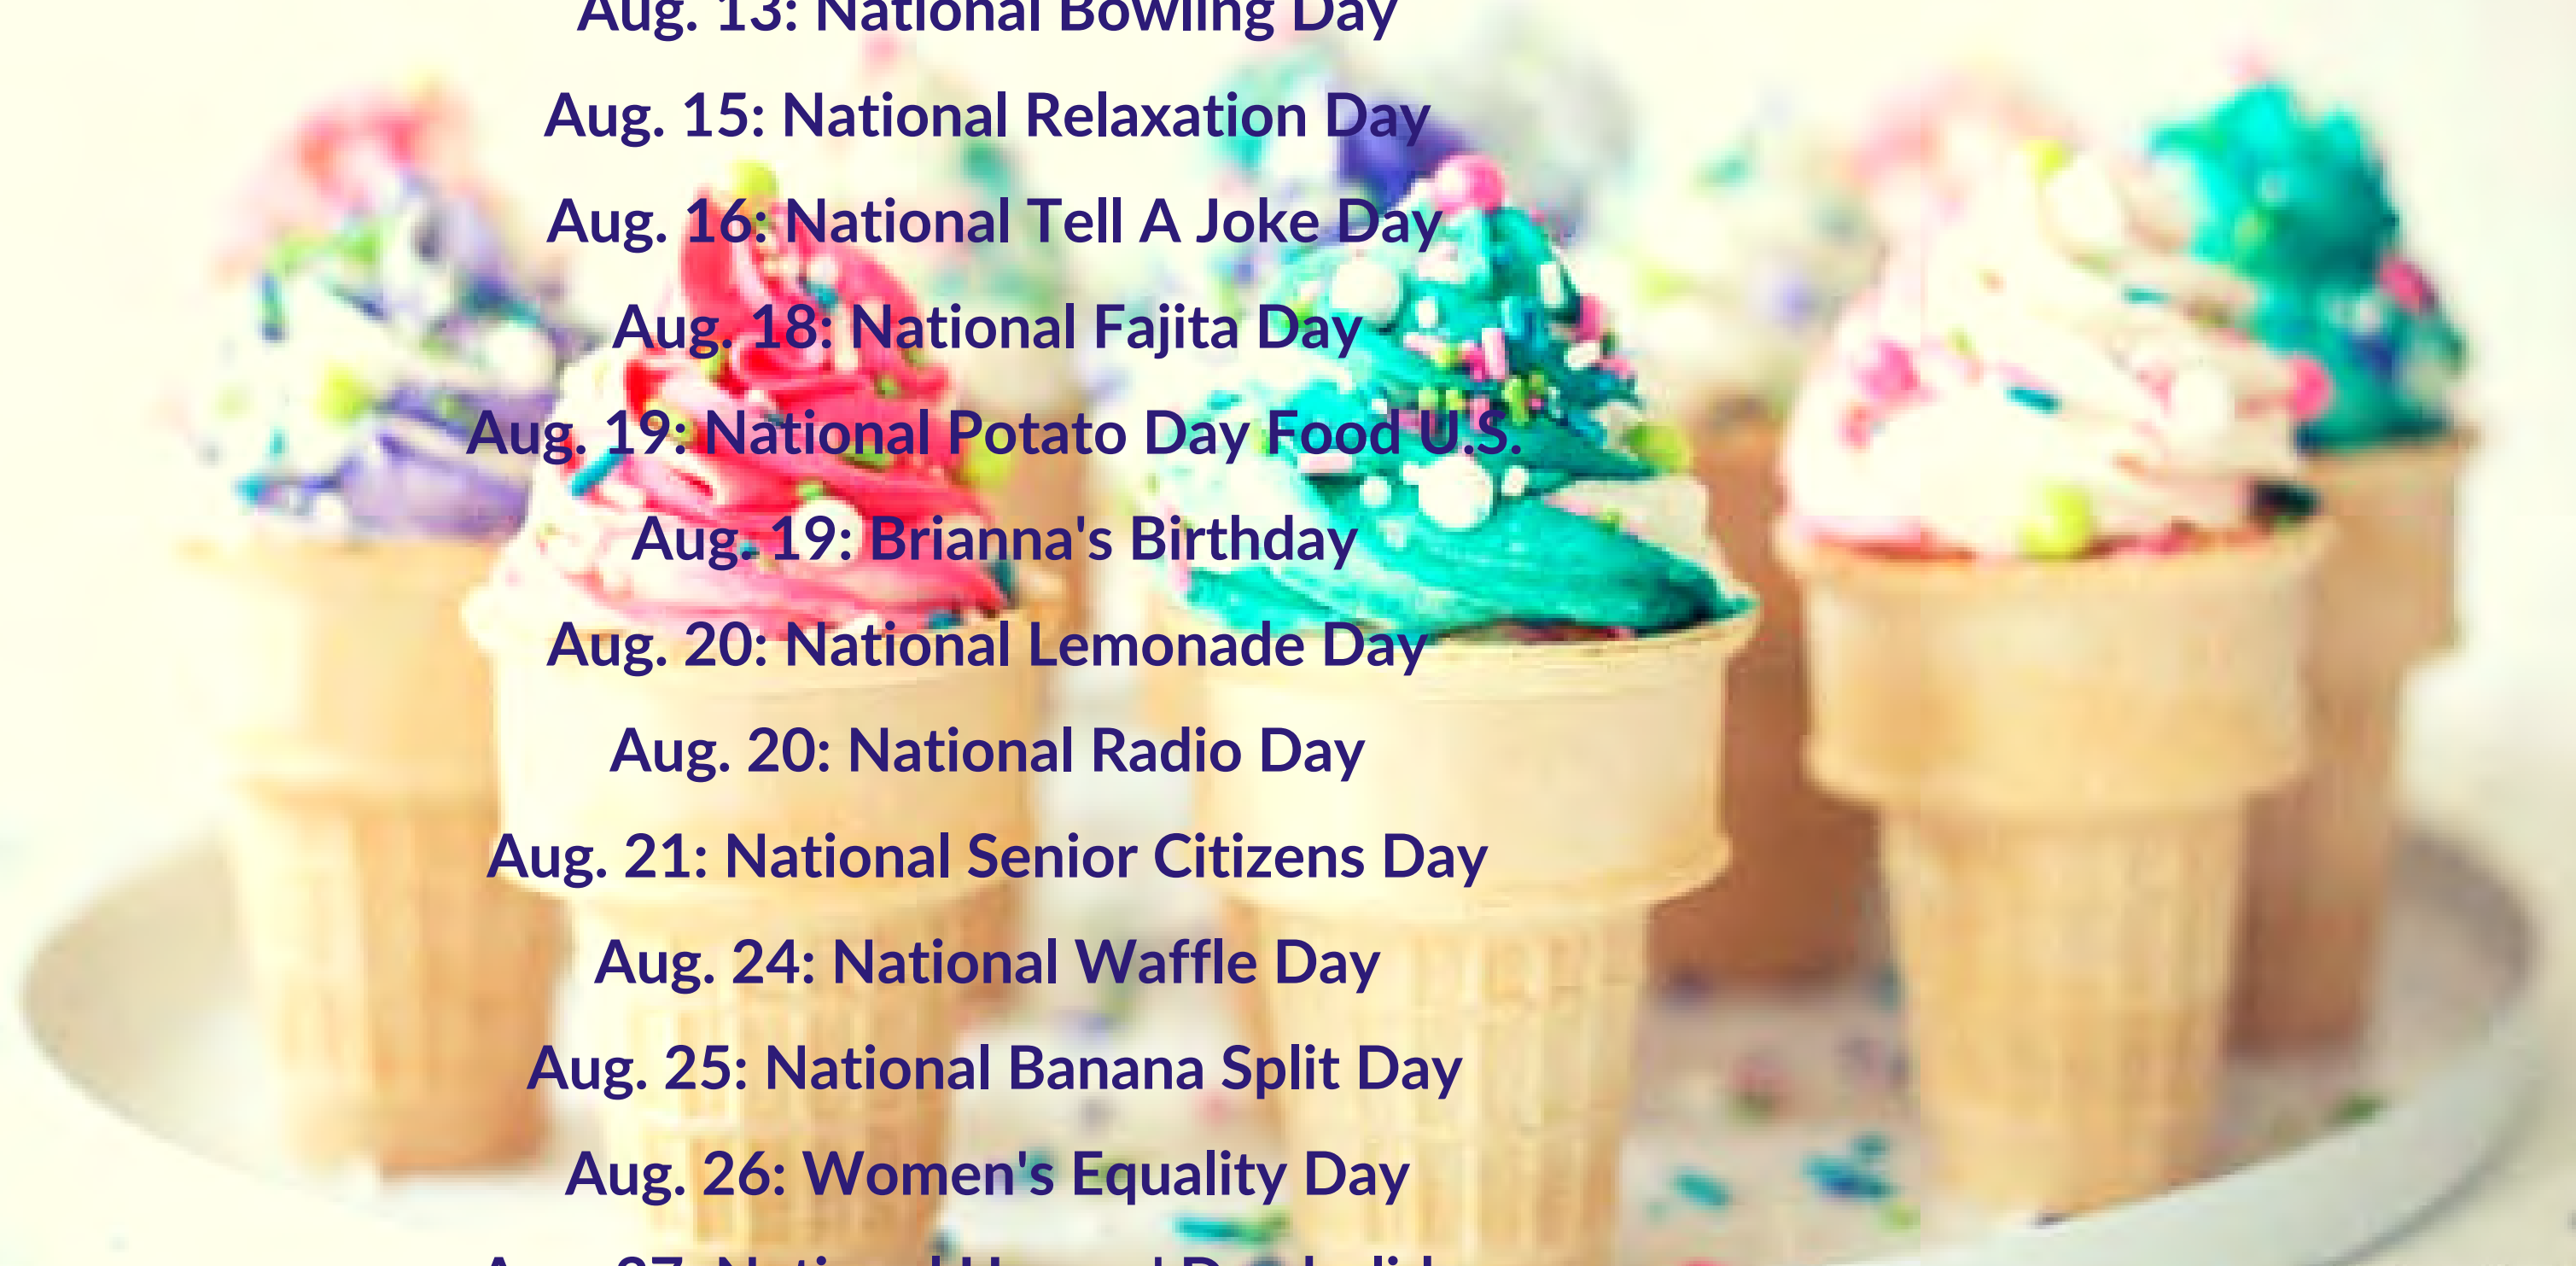 Aug. 13: National Bowling Day
Aug. 15: National Relaxation Day
Aug. 16: National Tell A Joke Day
Aug. 18: National Fajita Day
Aug. 19: National Potato Day Food U.S.
Aug. 19: Brianna's Birthday
Aug. 20: National Lemonade Day
Aug. 20: National Radio Day
Aug. 21: National Senior Citizens Day
Aug. 24: National Waffle Day
Aug. 25: National Banana Split Day
Aug. 26: Women's Equality Day